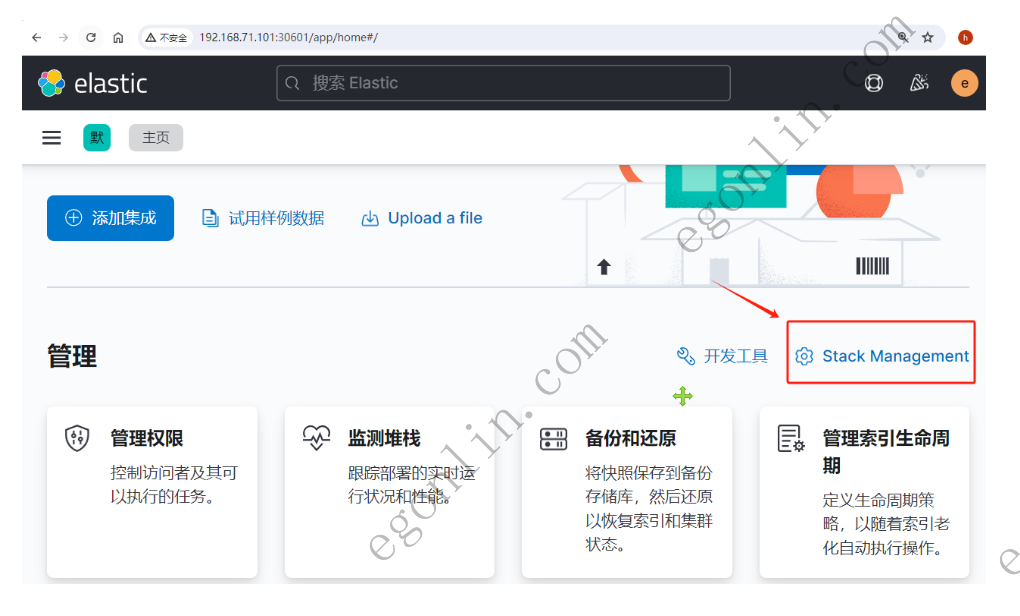 不安全 192.168.71.101:30601/app/home#/
h
elastic
搜索 Elastic
e
默 主页
添加集成 试用样例数据 Upload a file
管理
开发工具 Stack Management
管理权限
控制访问者及其可
以执行的任务。
监测堆栈
跟踪部署的实时运
行状况和性能。
备份和还原
将快照保存到备份
存储库，然后还原
以恢复索引和集群
状态。
管理索引生命周
期
定义生命周期策
略，以随着索引老
化自动执行操作。
egonlin.com
egonlin.com
e